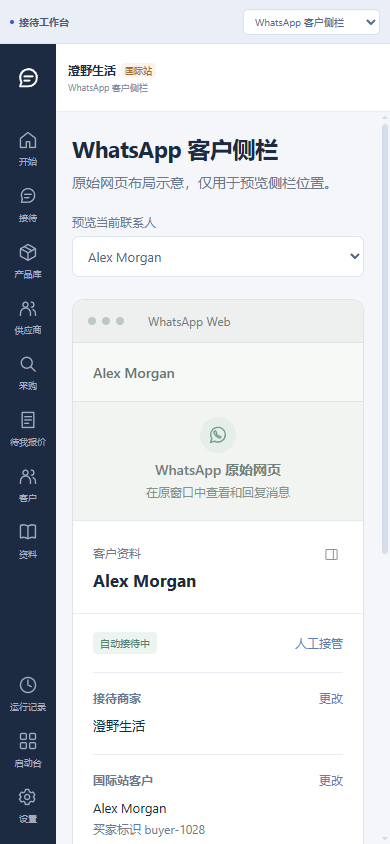 接待工作台
WhatsApp 客户侧栏
澄野生活 国际站
WhatsApp 客户侧栏
开始
接待
产品库
供应商
采购
待我报价
客户
资料
运行记录
启动台
设置
WhatsApp 客户侧栏
原始网页布局示意，仅用于预览侧栏位置。
预览当前联系人
Alex Morgan
WhatsApp Web
Alex Morgan
WhatsApp 原始网页
在原窗口中查看和回复消息
客户资料
Alex Morgan
自动接待中 人工接管
接待商家 更改
澄野生活
国际站客户 更改
Alex Morgan
买家标识 buyer-1028